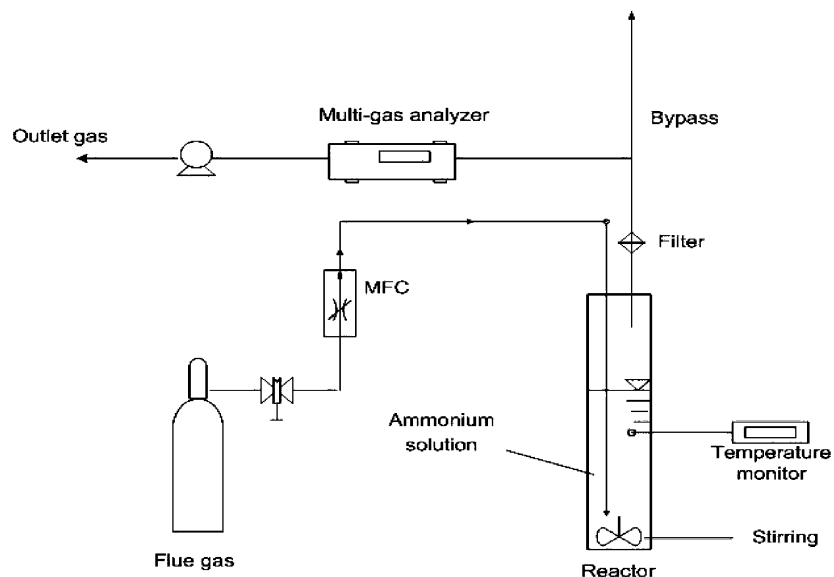 Multi-gas analyzer
Bypass
Outlet gas
Filter
MFC
Ammonium
solution
Temperature
monitor
Stirring
Flue gas
Reactor